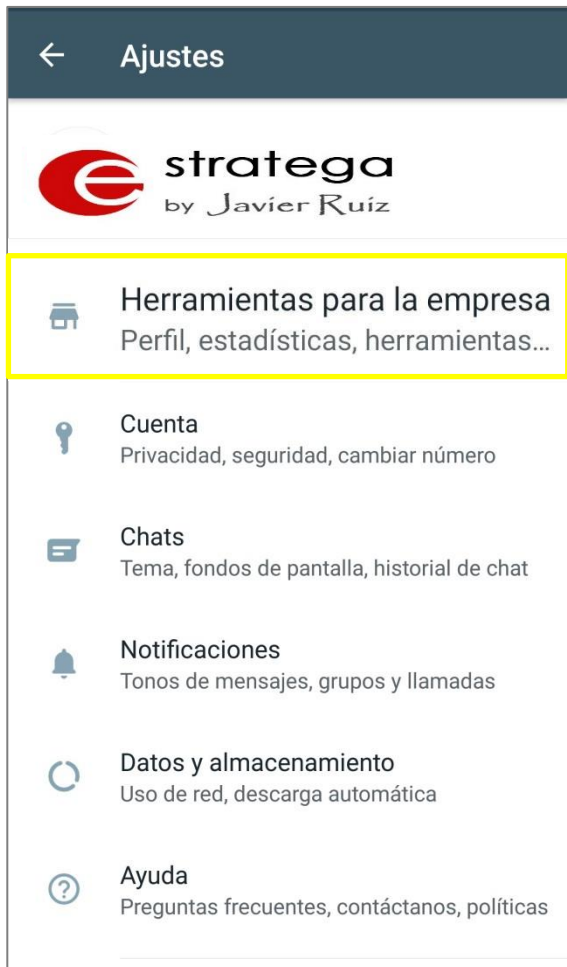 Ajustes
e stratega
by Javier Ruíz
Herramientas para la empresa
Perfil, estadísticas, herramientas...
Cuenta
Privacidad, seguridad, cambiar número
Chats
Tema, fondos de pantalla, historial de chat
Notificaciones
Tonos de mensajes, grupos y llamadas
Datos y almacenamiento
Uso de red, descarga automática
Ayuda
Preguntas frecuentes, contáctanos, políticas